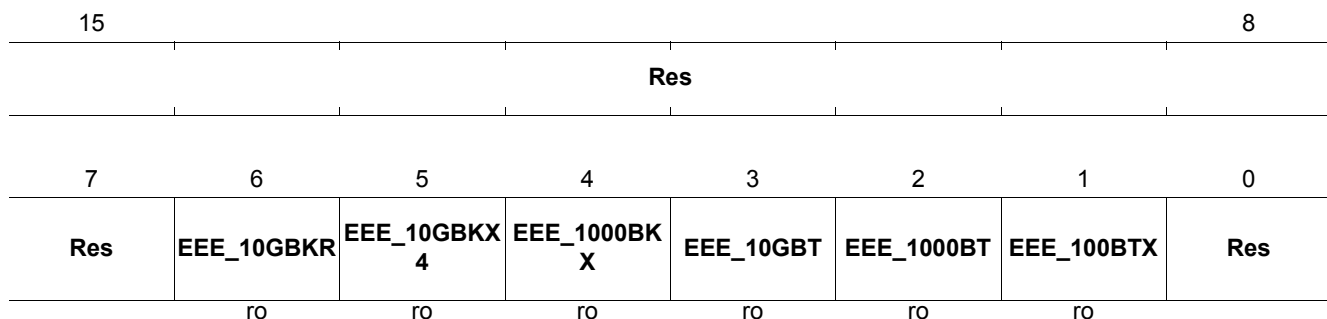 15 8
Res
7 6 5 4 3 2 1 0
Res EEE_10GBKR EEE_10GBKX EEE_1000BK EEE_10GBT EEE_1000BT EEE_100BTX Res
4 X
ro ro ro ro ro ro